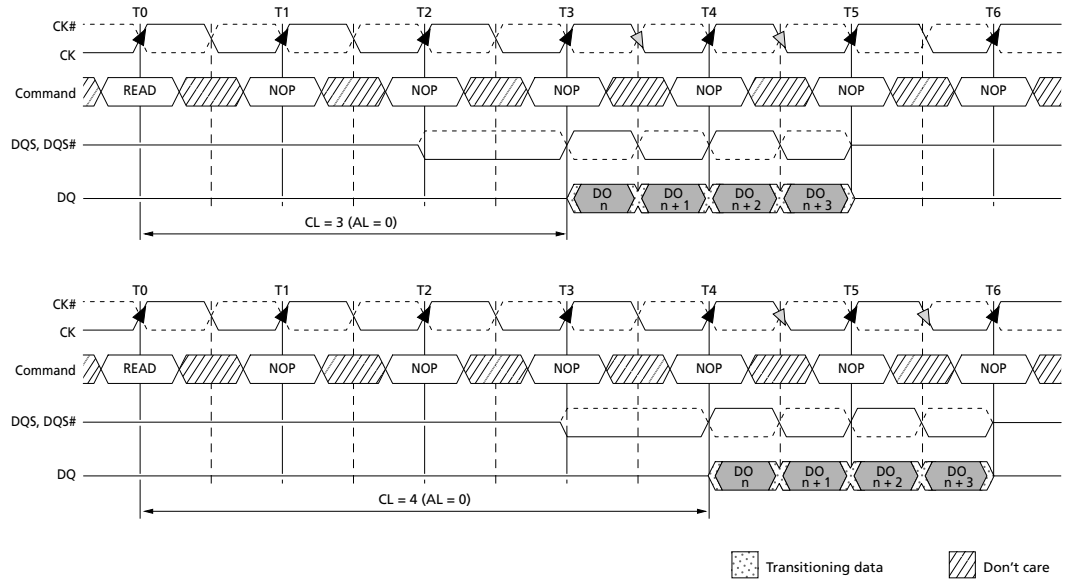 T0 T1 T2 T3 T4 T5 T6
CK#
CK
Command READ NOP NOP NOP NOP NOP NOP
DQS, DQS#
DQ DO n DO n + 1 DO n + 2 DO n + 3
CL = 3 (AL = 0)
T0 T1 T2 T3 T4 T5 T6
CK#
CK
Command READ NOP NOP NOP NOP NOP NOP
DQS, DQS#
DQ DO n DO n + 1 DO n + 2 DO n + 3
CL = 4 (AL = 0)
Transitioning data Don't care